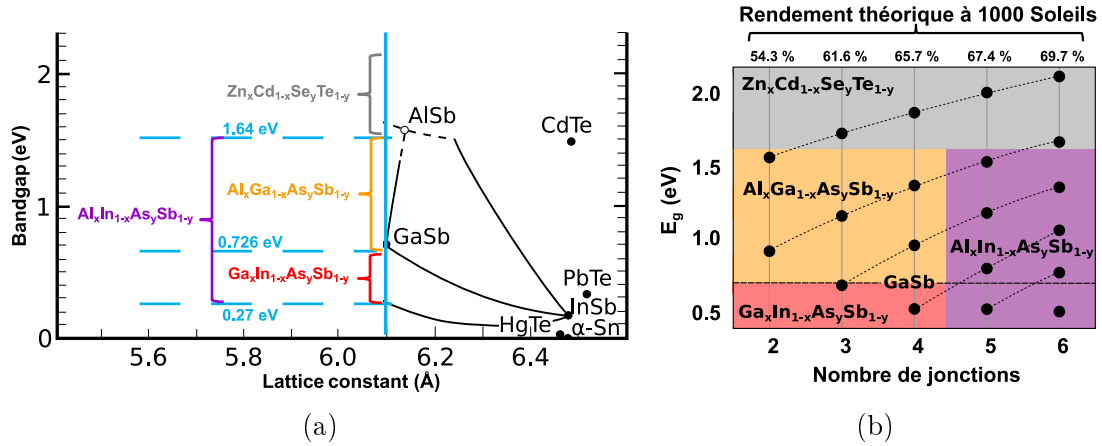 Bandgap (eV)
2
1
0
5.6
5.8
6.0
6.2
6.4
Lattice constant (Å)
ZnxCd1-xSeyTe1-y
1.64 eV
AlxIn1-xAsySb1-y
AlxGa1-xAsySb1-y
0.726 eV
GaxIn1-xAsySb1-y
0.27 eV
AlSb
CdTe
GaSb
PbTe
InSb
HgTe
α-Sn
(a)
Rendement théorique à 1000 Soleils
54.3 %
61.6 %
65.7 %
67.4 %
69.7 %
Eg
(eV)
2.0
1.5
1.0
0.5
ZnxCd1-xSeyTe1-y
AlxGa1-xAsySb1-y
AlxIn1-xAsySb1-y
GaSb
GaxIn1-xAsySb1-y
2
3
4
5
6
Nombre de jonctions
(b)